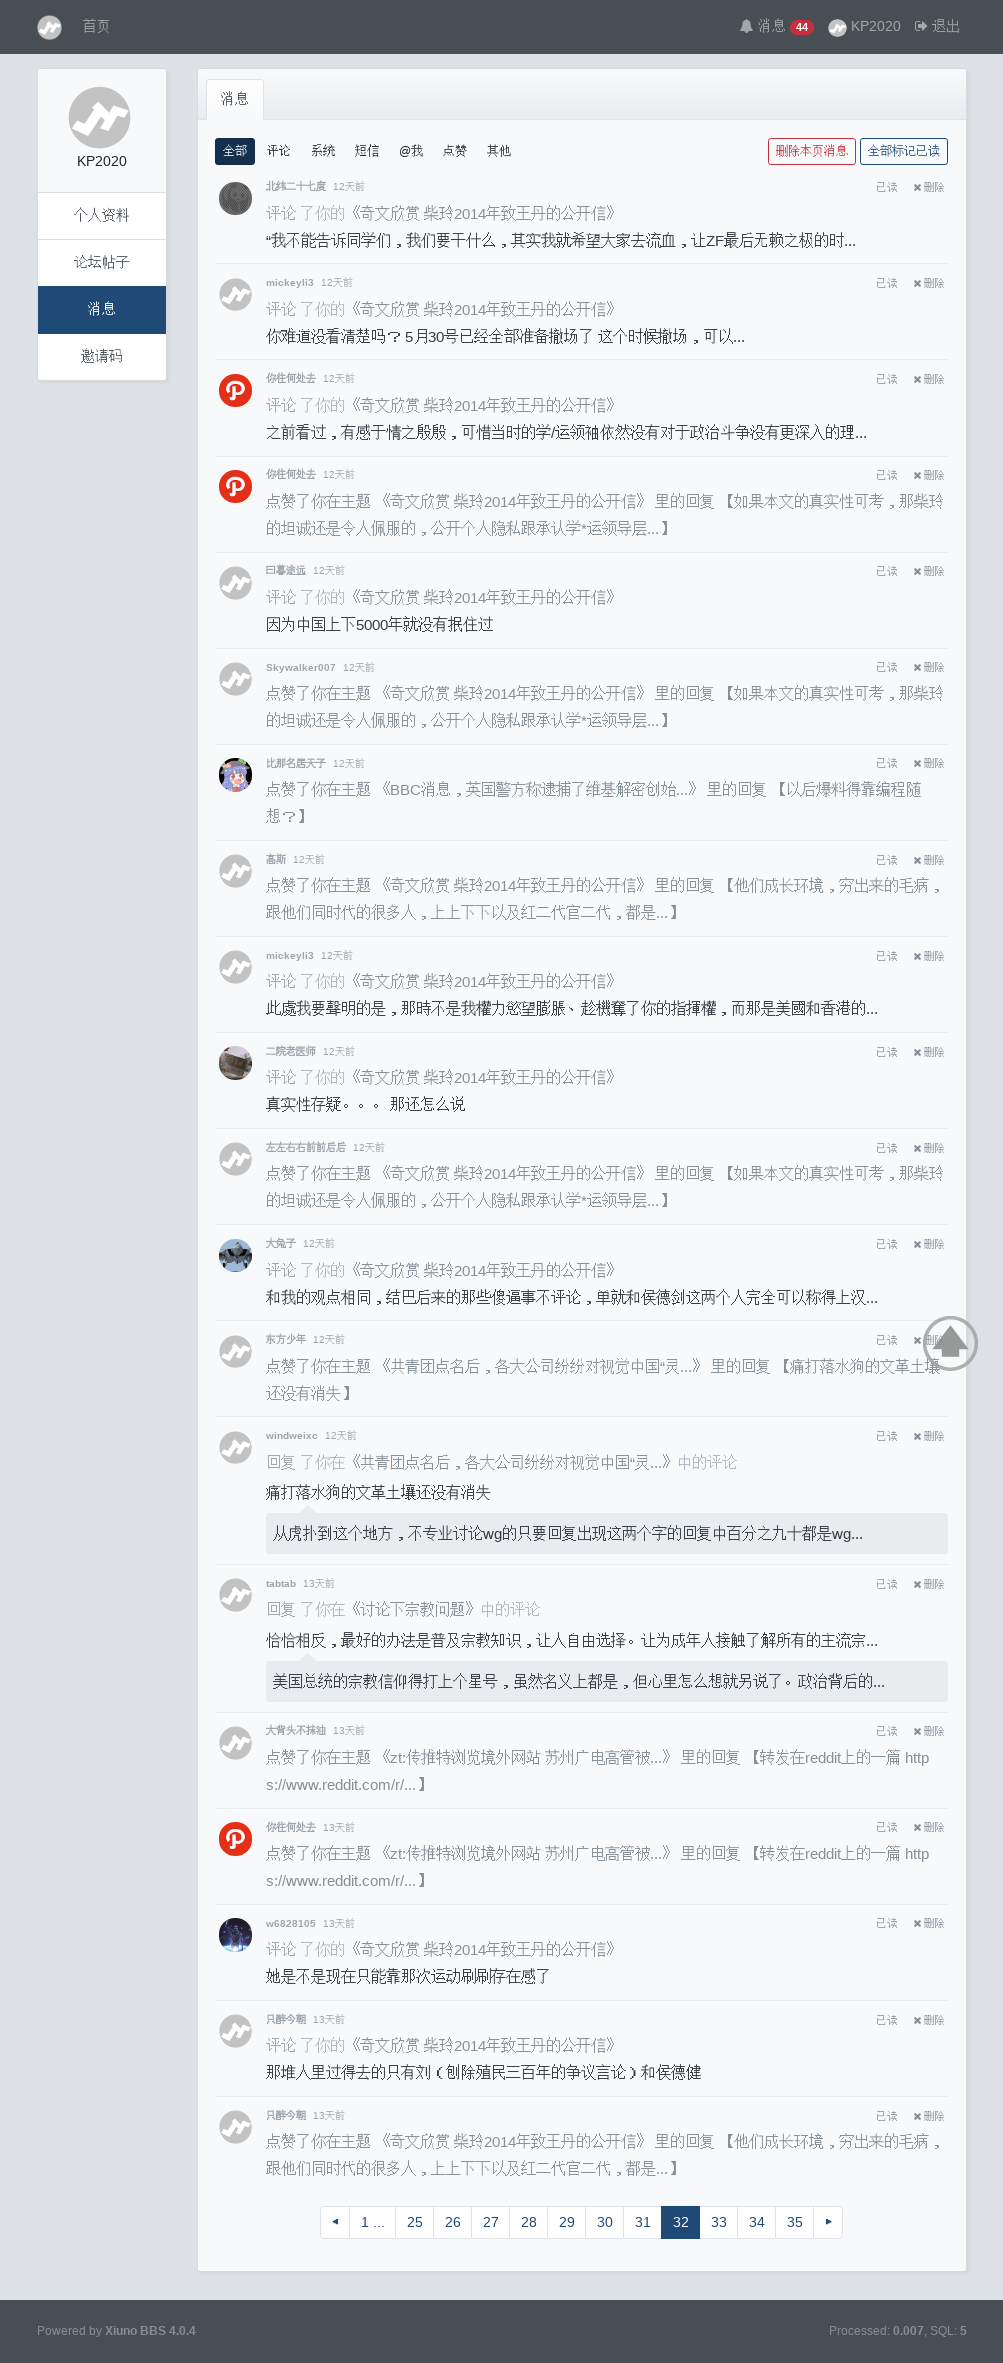 首页
消息 44 KP2020 退出
KP2020
个人资料
论坛帖子
消息
邀请码
消息
全部 评论 系统 短信 @我 点赞 其他 删除本页消息 全部标记已读
北纬二十七度 12天前 已读 ✖删除
评论 了你的《奇文欣赏 柴玲2014年致王丹的公开信》
“我不能告诉同学们，我们要干什么，其实我就希望大家去流血，让ZF最后无赖之极的时...
mickeyli3 12天前 已读 ✖删除
评论 了你的《奇文欣赏 柴玲2014年致王丹的公开信》
你难道没看清楚吗？5月30号已经全部准备撤场了 这个时候撤场，可以...
你往何处去 12天前 已读 ✖删除
评论 了你的《奇文欣赏 柴玲2014年致王丹的公开信》
之前看过，有感于情之殷殷，可惜当时的学/运领袖依然没有对于政治斗争没有更深入的理...
你往何处去 12天前 已读 ✖删除
点赞了你在主题 《奇文欣赏 柴玲2014年致王丹的公开信》 里的回复 【如果本文的真实性可考，那柴玲
的坦诚还是令人佩服的，公开个人隐私跟承认学*运领导层...】
曰暮途远 12天前 已读 ✖删除
评论 了你的《奇文欣赏 柴玲2014年致王丹的公开信》
因为中国上下5000年就没有抿住过
Skywalker007 12天前 已读 ✖删除
点赞了你在主题 《奇文欣赏 柴玲2014年致王丹的公开信》 里的回复 【如果本文的真实性可考，那柴玲
的坦诚还是令人佩服的，公开个人隐私跟承认学*运领导层...】
比那名居天子 12天前 已读 ✖删除
点赞了你在主题 《BBC消息，英国警方称逮捕了维基解密创始...》 里的回复 【以后爆料得靠编程随
想？】
高斯 12天前 已读 ✖删除
点赞了你在主题 《奇文欣赏 柴玲2014年致王丹的公开信》 里的回复 【他们成长环境，穷出来的毛病，
跟他们同时代的很多人，上上下下以及红二代官二代，都是...】
mickeyli3 12天前 已读 ✖删除
评论 了你的《奇文欣赏 柴玲2014年致王丹的公开信》
此處我要聲明的是，那時不是我權力慾望膨脹、趁機奪了你的指揮權，而那是美國和香港的...
二院老医师 12天前 已读 ✖删除
评论 了你的《奇文欣赏 柴玲2014年致王丹的公开信》
真实性存疑。。。 那还怎么说
左左右右前前后后 12天前 已读 ✖删除
点赞了你在主题 《奇文欣赏 柴玲2014年致王丹的公开信》 里的回复 【如果本文的真实性可考，那柴玲
的坦诚还是令人佩服的，公开个人隐私跟承认学*运领导层...】
大兔子 12天前 已读 ✖删除
评论 了你的《奇文欣赏 柴玲2014年致王丹的公开信》
和我的观点相同，结巴后来的那些傻逼事不评论，单就和侯德剑这两个人完全可以称得上汉...
东方少年 12天前 已读 ✖删除
点赞了你在主题 《共青团点名后，各大公司纷纷对视觉中国“灵...》 里的回复 【痛打落水狗的文革土壤
还没有消失】
windweixc 12天前 已读 ✖删除
回复 了你在《共青团点名后，各大公司纷纷对视觉中国“灵...》中的评论
痛打落水狗的文革土壤还没有消失
从虎扑到这个地方，不专业讨论wg的只要回复出现这两个字的回复中百分之九十都是wg...
tabtab 13天前 已读 ✖删除
回复 了你在《讨论下宗教问题》中的评论
恰恰相反，最好的办法是普及宗教知识，让人自由选择。让为成年人接触了解所有的主流宗...
美国总统的宗教信仰得打上个星号，虽然名义上都是，但心里怎么想就另说了。政治背后的...
大背头不抹油 13天前 已读 ✖删除
点赞了你在主题 《zt:传推特浏览境外网站 苏州广电高管被...》 里的回复 【转发在reddit上的一篇 http
s://www.reddit.com/r/...】
你往何处去 13天前 已读 ✖删除
点赞了你在主题 《zt:传推特浏览境外网站 苏州广电高管被...》 里的回复 【转发在reddit上的一篇 http
s://www.reddit.com/r/...】
w6828105 13天前 已读 ✖删除
评论 了你的《奇文欣赏 柴玲2014年致王丹的公开信》
她是不是现在只能靠那次运动刷刷存在感了
只醉今朝 13天前 已读 ✖删除
评论 了你的《奇文欣赏 柴玲2014年致王丹的公开信》
那堆人里过得去的只有刘（刨除殖民三百年的争议言论）和侯德健
只醉今朝 13天前 已读 ✖删除
点赞了你在主题 《奇文欣赏 柴玲2014年致王丹的公开信》 里的回复 【他们成长环境，穷出来的毛病，
跟他们同时代的很多人，上上下下以及红二代官二代，都是...】
◂ 1 ... 25 26 27 28 29 30 31 32 33 34 35 ▸
Powered by Xiuno BBS 4.0.4 Processed: 0.007, SQL: 5